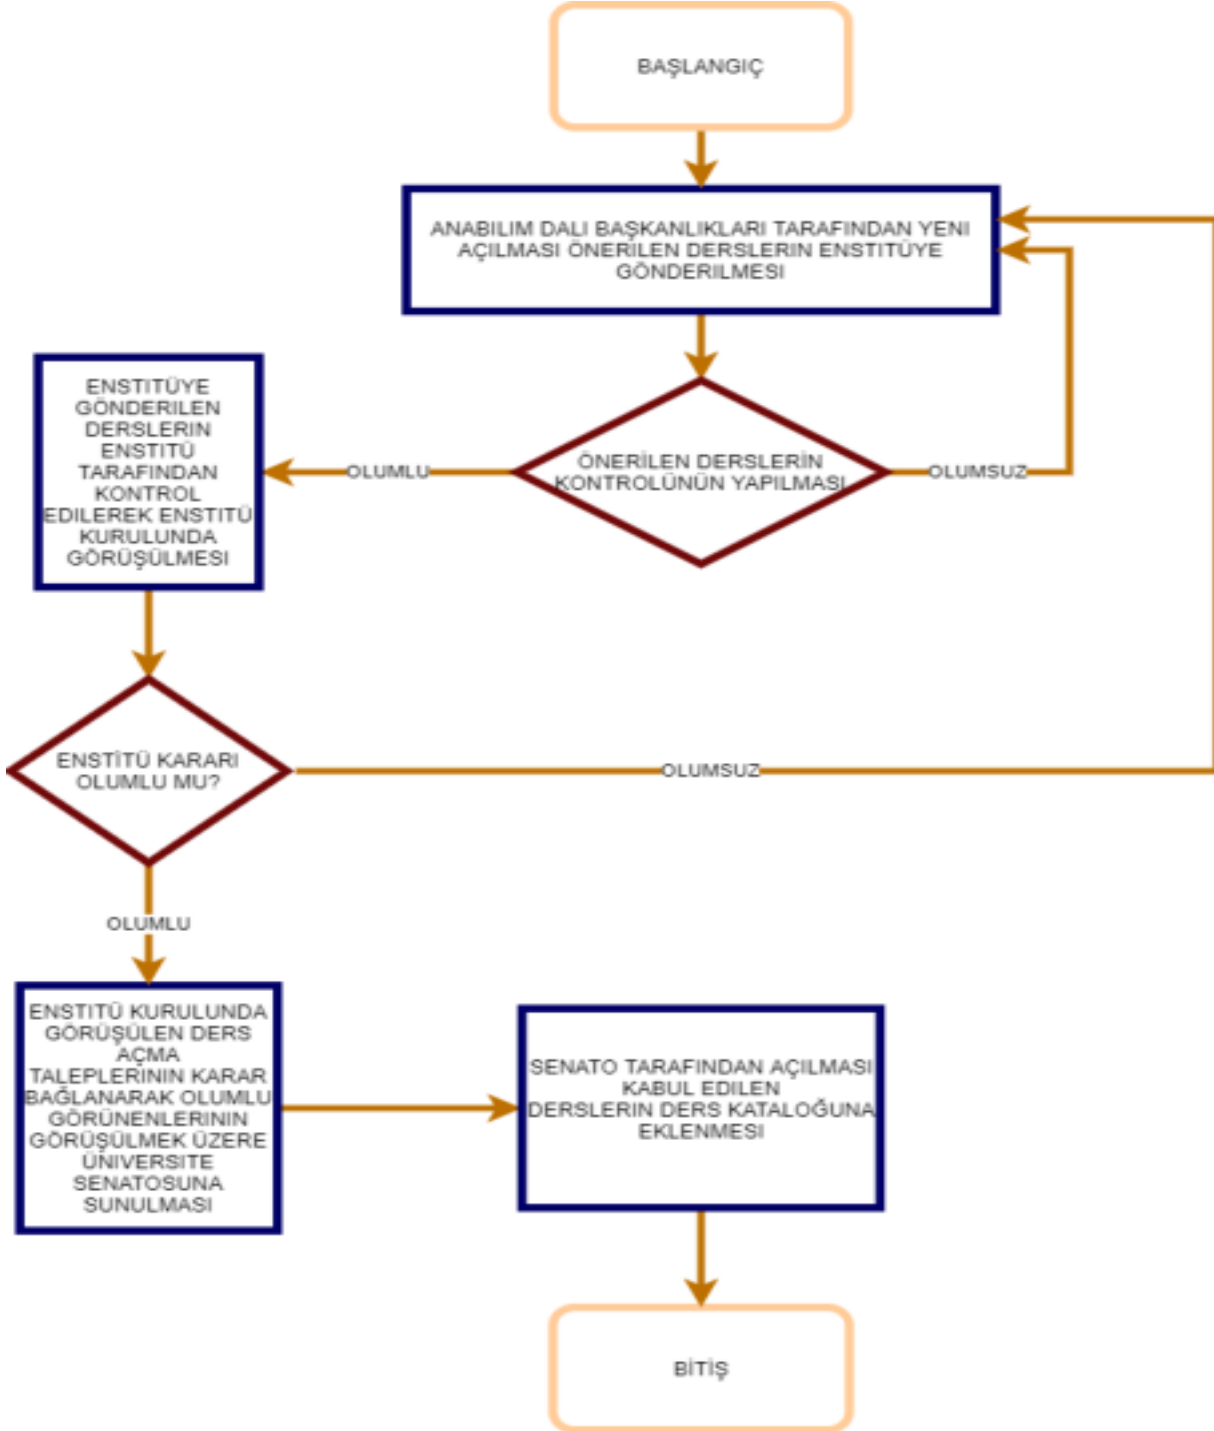 BAŞLANGIÇ
ANABILIM DALI BAŞKANLIKLARI TARAFINDAN YENI
AÇILMASI ÖNERILEN DERSLERIN ENSTITÜYE
GÖNDERILMESI
ÖNERİLEN DERSLERİN
KONTROLÜNÜN YAPILMASI
OLUMLU
OLUMSUZ
ENSTITÜYE
GÖNDERILEN
DERSLERIN
ENSTITÜ
TARAFINDAN
KONTROL
EDILEREK ENSTITÜ
KURULUNDA
GÖRÜŞÜLMESI
ENSTİTÜ KARARI
OLUMLU MU?
OLUMSUZ
OLUMLU
ENSTITÜ KURULUNDA
GÖRÜŞÜLEN DERS
AÇMA
TALEPLERININ KARAR
BAĞLANARAK OLUMLU
GÖRÜNENLERININ
GÖRÜŞÜLMEK ÜZERE
ÜNIVERSITE
SENATOSUNA
SUNULMASI
SENATO TARAFINDAN AÇILMASI
KABUL EDILEN
DERSLERIN DERS KATALOĞUNA
EKLENMESI
BİTİŞ